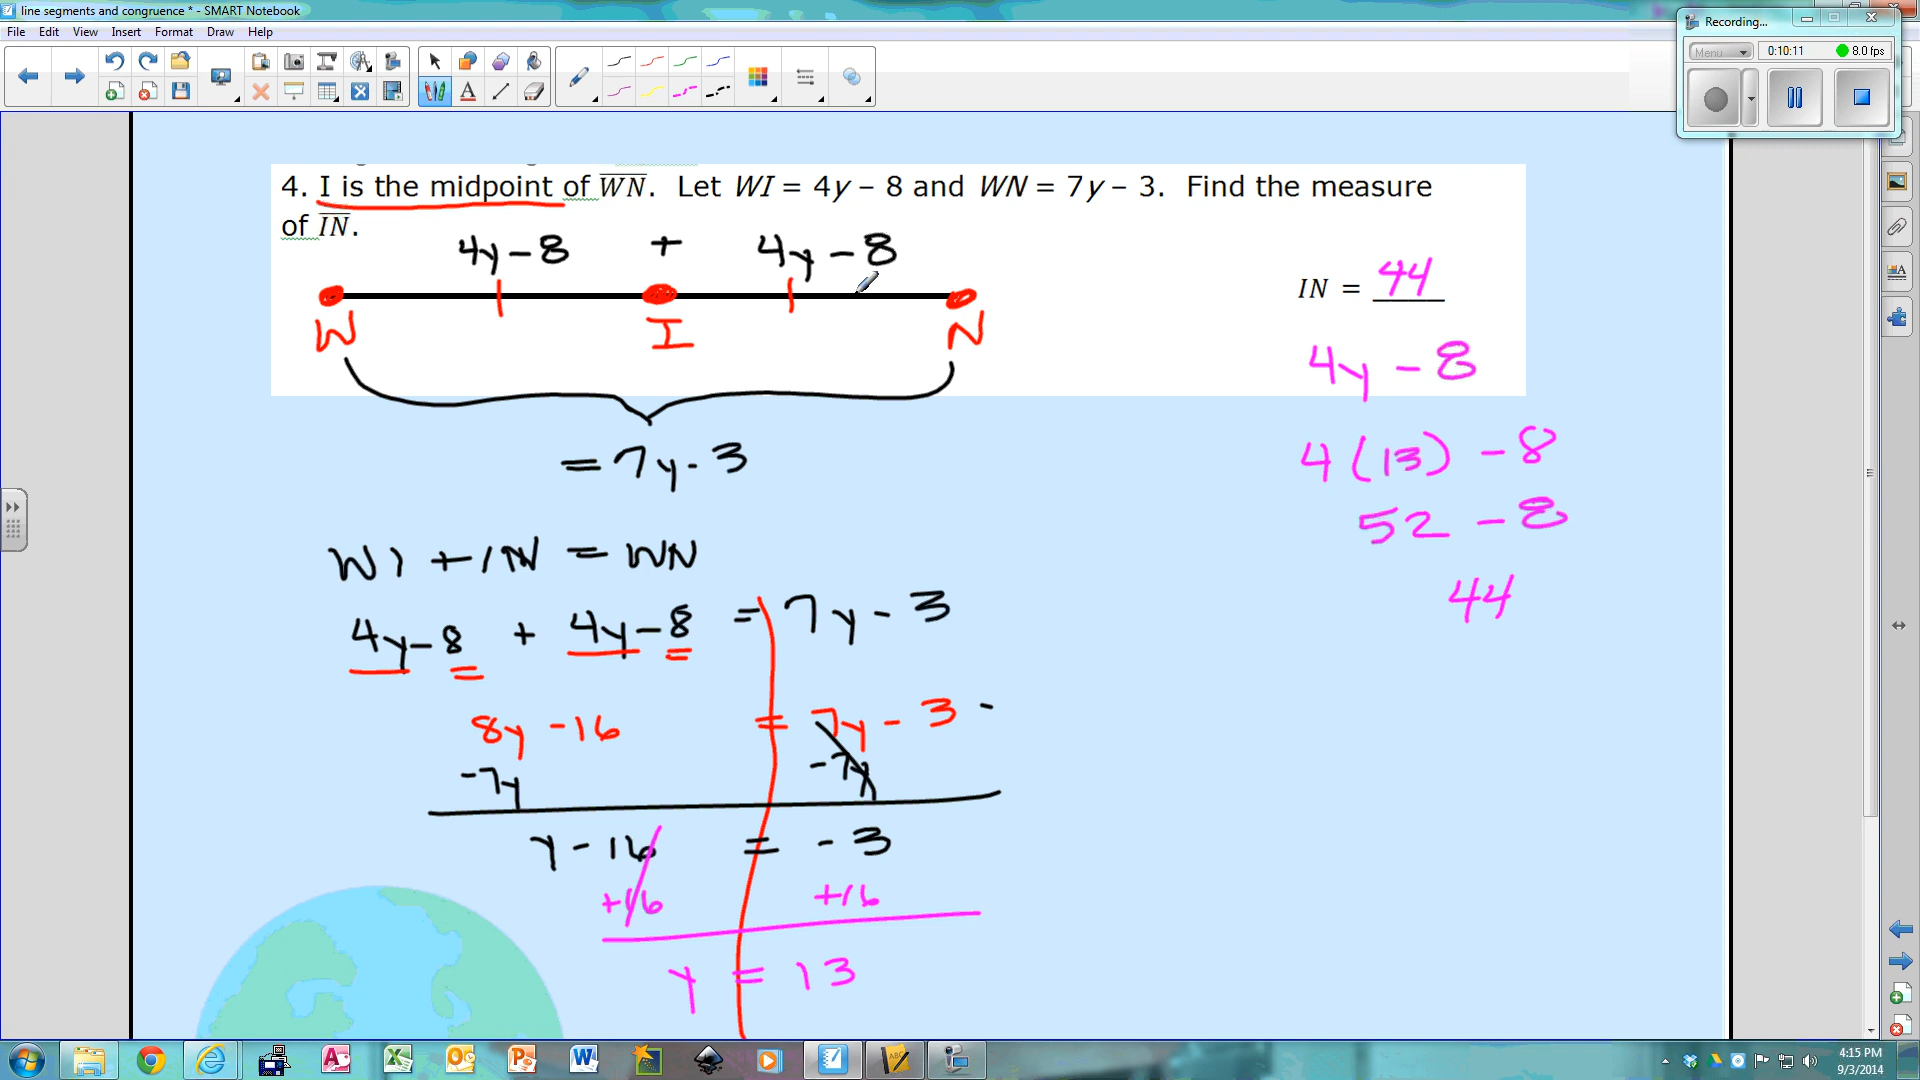 line segments and congruence * - SMART Notebook
File Edit View Insert Format Draw Help
Recording...
Menu
0:10:11
8.0 fps
4. I is the midpoint of WN. Let WI = 4y – 8 and WN = 7y – 3. Find the measure
of IN.
4y - 8 + 4y - 8
W I N
IN = 44
4y - 8
4(13) - 8
52 - 8
44
= 7y - 3
WI + IN = WN
4y - 8 + 4y - 8 = 7y - 3
8y - 16 = 7y - 3
-7y -7y
y - 16 = - 3
+16 +16
y = 13
4:15 PM
9/3/2014